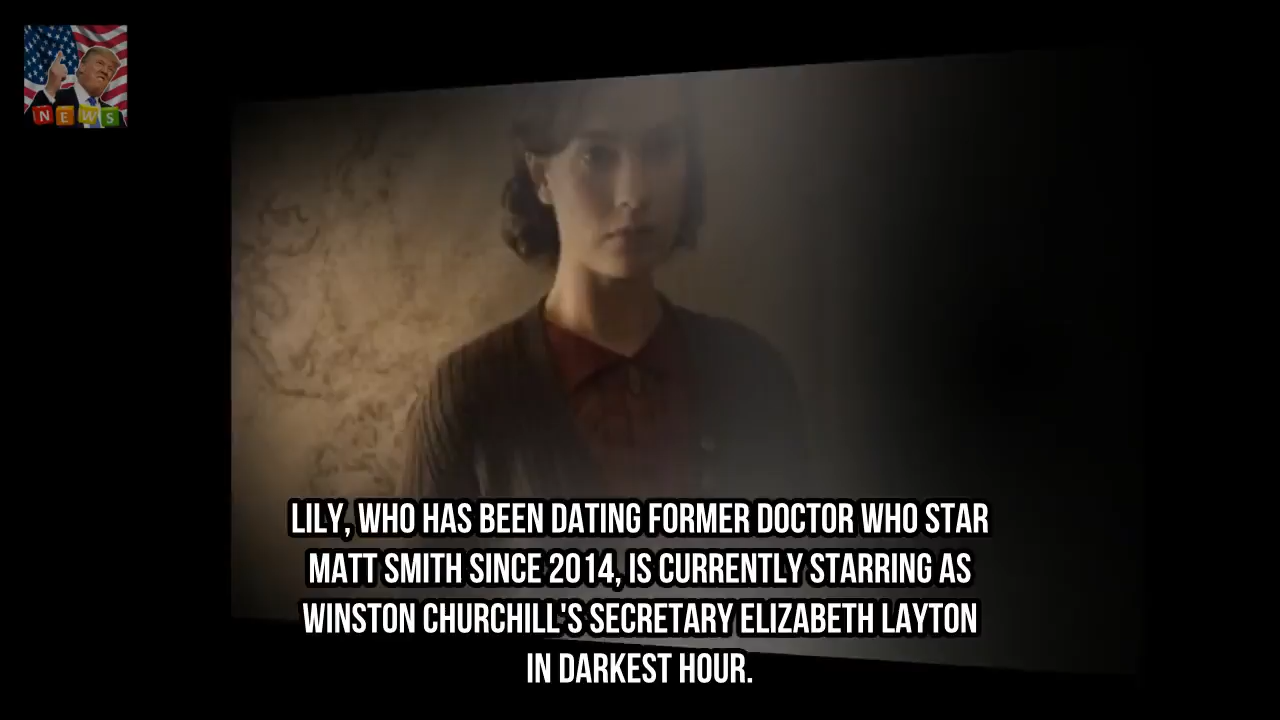 NEWS
LILY, WHO HAS BEEN DATING FORMER DOCTOR WHO STAR
MATT SMITH SINCE 2014, IS CURRENTLY STARRING AS
WINSTON CHURCHILL'S SECRETARY ELIZABETH LAYTON
IN DARKEST HOUR.